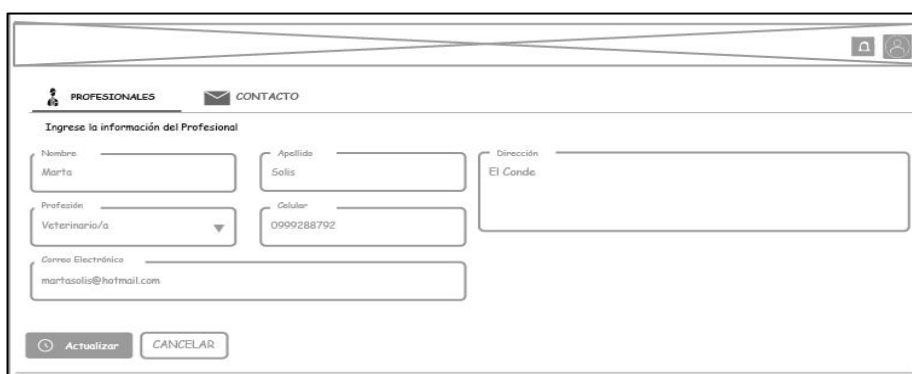 PROFESIONALES
CONTACTO
Ingrese la información del Profesional
Nombre
Marta
Apellido
Solis
Dirección
El Conde
Profesión
Veterinario/a
Celular
0999288792
Correo Electrónico
martasolis@hotmail.com
Actualizar
CANCELAR